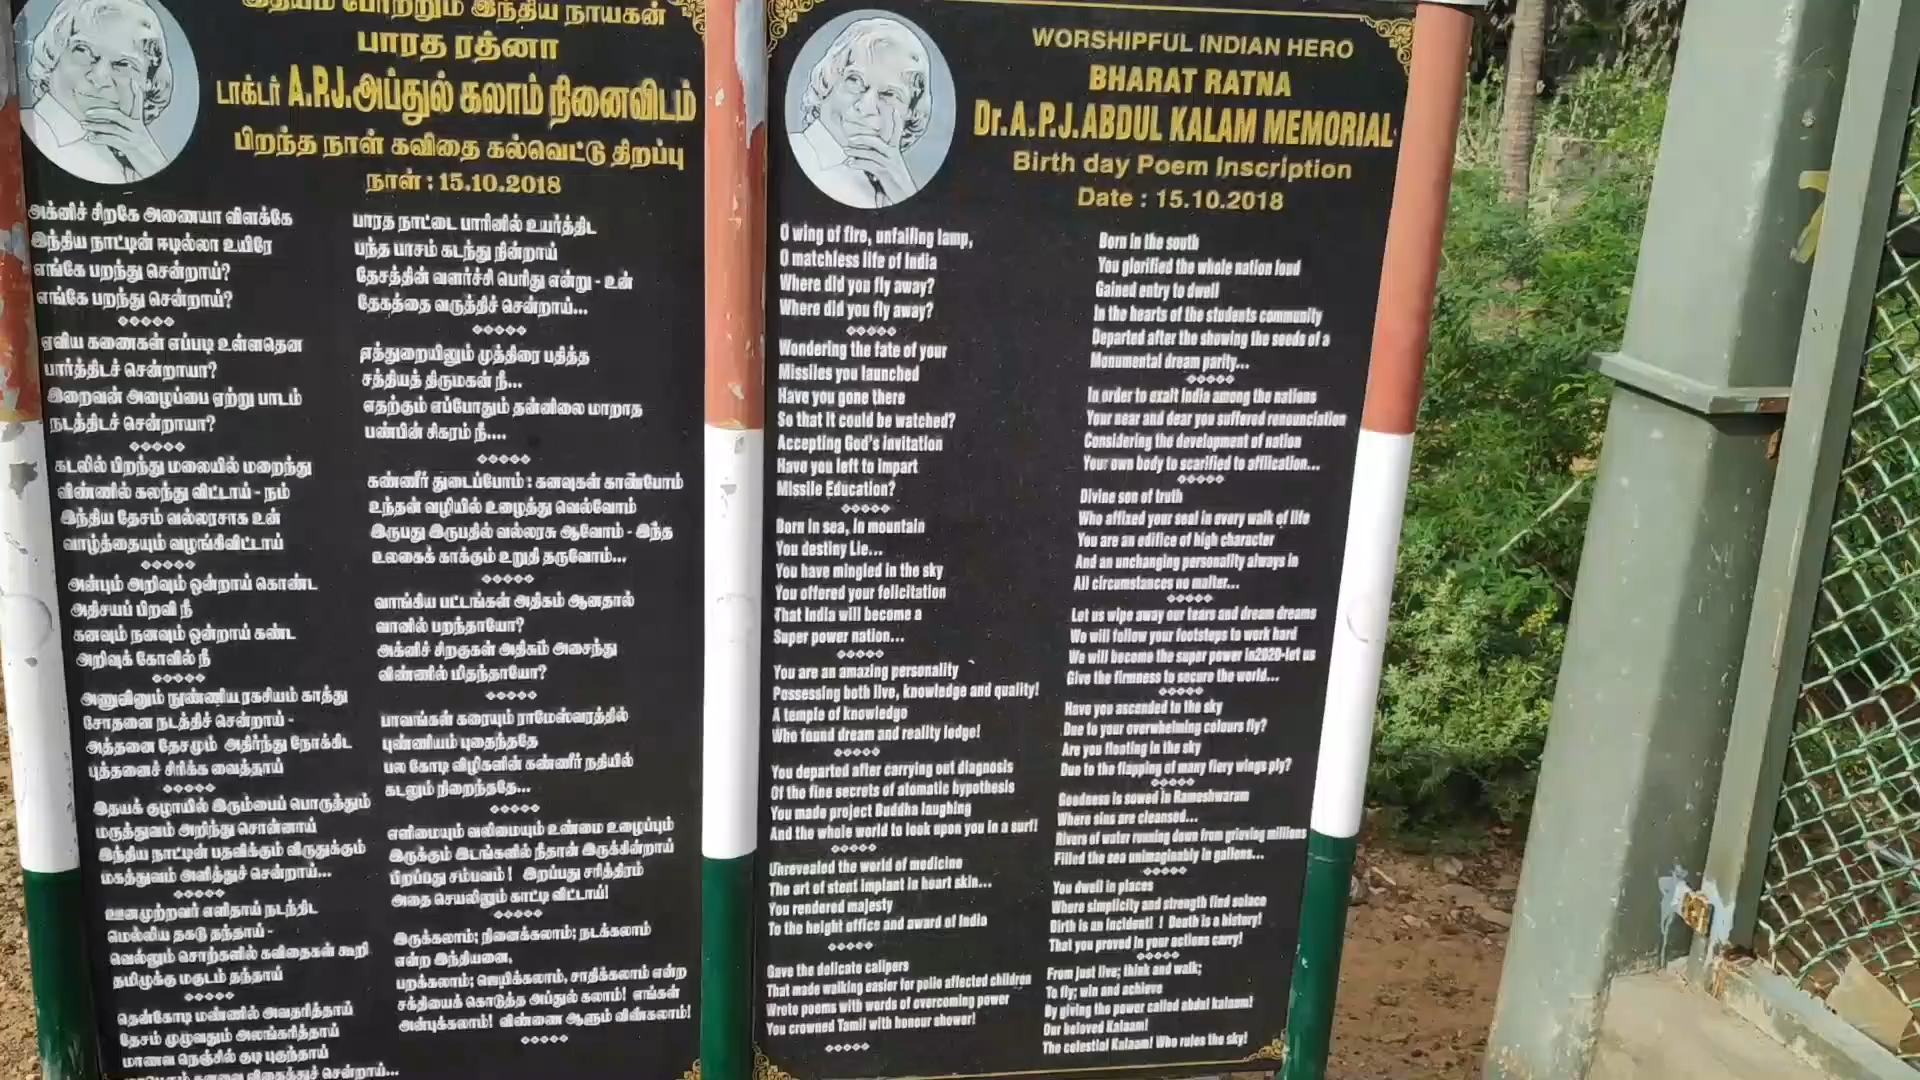 இதயம் போற்றும் இந்திய நாயகன்
பாரத ரத்னா
டாக்டர் A.P.J.அப்துல் கலாம் நினைவிடம்
பிறந்த நாள் கவிதை கல்வெட்டு திறப்பு
நாள் : 15.10.2018
அக்னிச் சிறகே அணையா விளக்கே
இந்திய நாட்டின் ஈடில்லா உயிரே
எங்கே பறந்து சென்றாய்?
எங்கே பறந்து சென்றாய்?
ஏவிய கணைகள் எப்படி உள்ளதென
பார்த்திடச் சென்றாயா?
இறைவன் அழைப்பை ஏற்று பாடம்
நடத்திடச் சென்றாயா?
கடலில் பிறந்து மலையில் மறைந்து
விண்ணில் கலந்து விட்டாய் - நம்
இந்திய தேசம் வல்லரசாக உன்
வாழ்த்தையும் வழங்கிவிட்டாய்
அன்பும் அறிவும் ஒன்றாய் கொண்ட
அதிசயப் பிறவி நீ
கனவும் நனவும் ஒன்றாய் கண்ட
அறிவுக் கோவில் நீ
அணுவினும் நுண்ணிய ரகசியம் காத்து
சோதனை நடத்திச் சென்றாய் -
அத்தனை தேசமும் அதிர்ந்து நோக்கிட
புத்தனைச் சிரிக்க வைத்தாய்
இதயக் குழாயில் இரும்பைப் பொருத்தும்
மருத்துவம் அறிந்து சொன்னாய்
இந்திய நாட்டின் பதவிக்கும் விருதுக்கும்
மகத்துவம் அளித்துச் சென்றாய்...
ஊனமுற்றவர் எளிதாய் நடந்திட
மெல்லிய தகடு தந்தாய் -
வெல்லும் சொற்களில் கவிதைகள் கூறி
தமிழுக்கு மகுடம் தந்தாய்
தென்கோடி மண்ணில் அவதரித்தாய்
தேசம் முழுவதும் அலங்கரித்தாய்
மாணவ நெஞ்சில் குடி புகுந்தாய்
விதைத்துச் சென்றாய்...
பாரத நாட்டை பாரினில் உயர்த்திட
பந்த பாசம் கடந்து நின்றாய்
தேசத்தின் வளர்ச்சி பெரிது என்று - உன்
தேகத்தை வருத்திச் சென்றாய்...
எத்துறையிலும் முத்திரை பதித்த
சத்தியத் திருமகன் நீ...
எதற்கும் எப்போதும் தன்னிலை மாறாத
பண்பின் சிகரம் நீ....
கண்ணீர் துடைப்போம் : கனவுகள் காண்போம்
உந்தன் வழியில் உழைத்து வெல்வோம்
இருபது இருபதில் வல்லரசு ஆவோம் - இந்த
உலகைக் காக்கும் உறுதி தருவோம்...
வாங்கிய பட்டங்கள் அதிகம் ஆனதால்
வானில் பறந்தாயோ?
அக்னிச் சிறகுகள் அதிகம் அசைந்து
விண்ணில் மிதந்தாயோ?
பாவங்கள் கரையும் ராமேஸ்வரத்தில்
புண்ணியம் புதைந்ததே
பல கோடி விழிகளின் கண்ணீர் நதியில்
கடலும் நிறைந்ததே...
எளிமையும் வலிமையும் உண்மை உழைப்பும்
இருக்கும் இடங்களில் நீதான் இருக்கின்றாய்
பிறப்பது சம்பவம் ! இறப்பது சரித்திரம்
அதை செயலிலும் காட்டி விட்டாய்!
இருக்கலாம்; நினைக்கலாம்; நடக்கலாம்
என்ற இந்தியனை,
பறக்கலாம்; ஜெயிக்கலாம், சாதிக்கலாம் என்ற
சக்தியைக் கொடுத்த அப்துல் கலாம்! எங்கள்
அன்புக்கலாம்! விண்ணை ஆளும் விண்கலாம்!
WORSHIPFUL INDIAN HERO
BHARAT RATNA
Dr.A.P.J.ABDUL KALAM MEMORIAL
Birth day Poem Inscription
Date : 15.10.2018
O wing of fire, unfailing lamp,
O matchless life of India
Where did you fly away?
Where did you fly away?
Wondering the fate of your
Missiles you launched
Have you gone there
So that it could be watched?
Accepting God's invitation
Have you left to impart
Missile Education?
Born in sea, in mountain
You destiny Lie...
You have mingled in the sky
You offered your felicitation
That India will become a
Super power nation...
You are an amazing personality
Possessing both live, knowledge and quality!
A temple of knowledge
Who found dream and reality lodge!
You departed after carrying out diagnosis
Of the fine secrets of atomatic hypothesis
You made project Buddha laughing
And the whole world to look upon you in a surf!
Unrevealed the world of medicine
The art of stent implant in heart skin...
You rendered majesty
To the height office and award of India
Gave the delicate calipers
That made walking easier for polio affected children
Wrote poems with words of overcoming power
You crowned Tamil with honour shower!
Born in the south
You glorified the whole nation loud
Gained entry to dwell
In the hearts of the students community
Departed after the showing the seeds of a
Monumental dream parity...
In order to exalt India among the nations
Your near and dear you suffered renounciation
Considering the development of nation
Your own body to scarified to afflication...
Divine son of truth
Who affixed your seal in every walk of life
You are an edifice of high character
And an unchanging personality always in
All circumstances no matter...
Let us wipe away our tears and dream dreams
We will follow your footsteps to work hard
We will become the super power in2020-let us
Give the firmness to secure the world...
Have you ascended to the sky
Due to your overwhelming colours fly?
Are you floating in the sky
Due to the flapping of many fiery wings ply?
Goodness is sowed in Rameshwaram
Where sins are cleansed...
Rivers of water running down from grieving millions
Filled the sea unimaginably in gallons...
You dwell in places
Where simplicity and strength find solace
Birth is an incident! ! Death is a history!
That you proved in your actions carry!
From just live; think and walk;
To fly; win and achieve
By giving the power called abdul kalaam!
Our beloved Kalaam!
The celestial Kalaam! Who rules the sky!